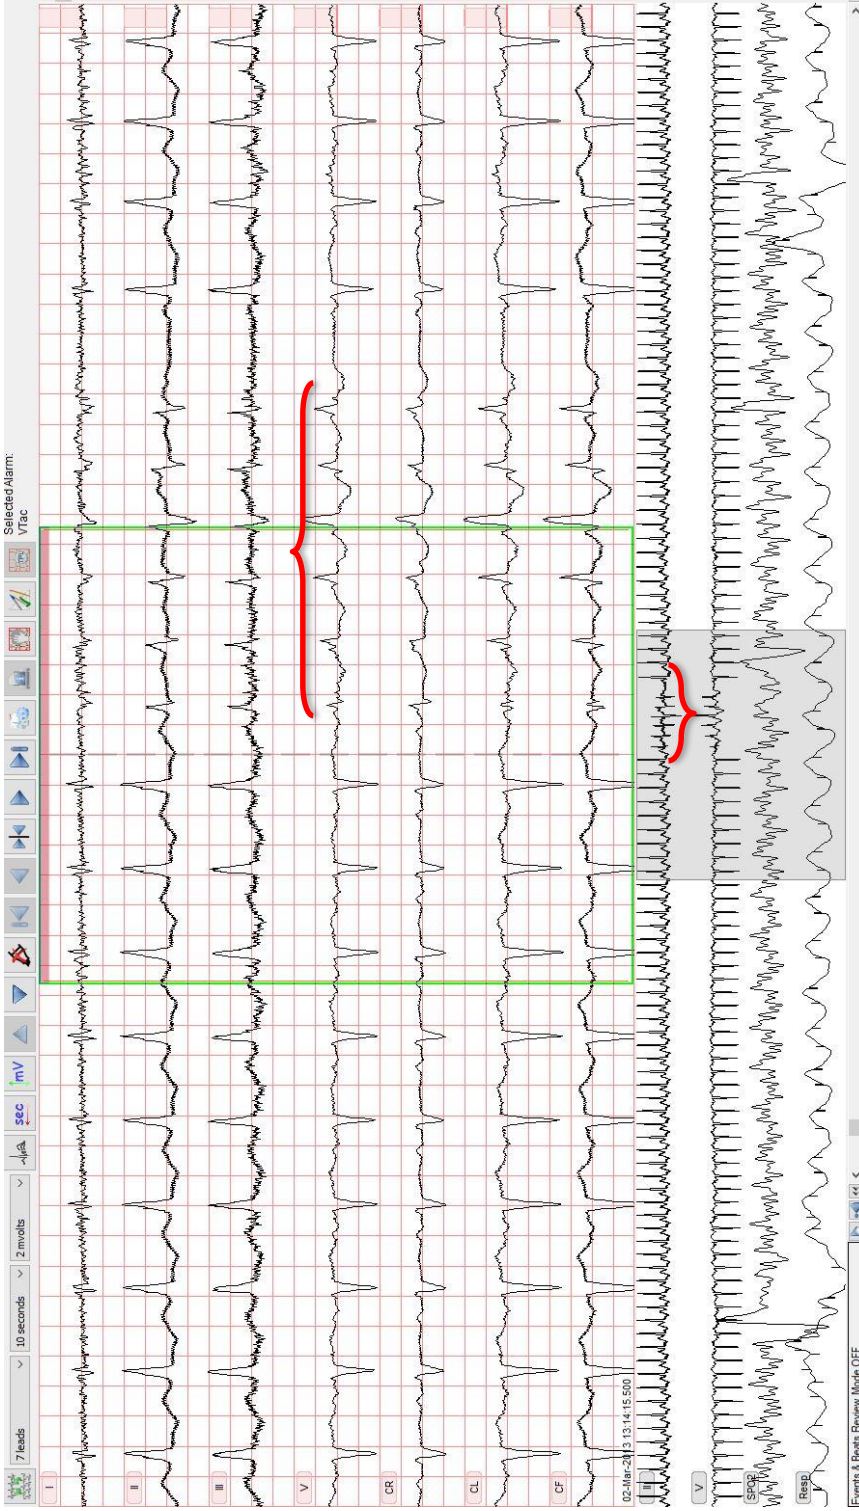 7 leads
10 seconds
2 mvolts
sec
mV
Selected Alarm:
VTac
I
II
III
V
CR
CL
CF
02-Mar-2013 13:14:15.500
II
V
SPO2
Resp
Events & Beats Review, Mode OFF